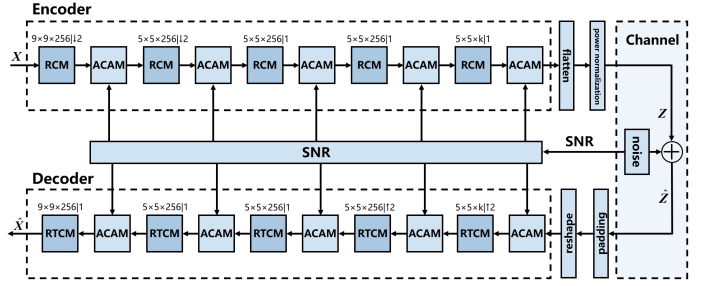 Encoder
9×9×256|↓2
5×5×256|↓2
5×5×256|1
5×5×256|1
5×5×k|1
X
RCM
ACAM
RCM
ACAM
RCM
ACAM
RCM
ACAM
RCM
ACAM
flatten
power normalization
Channel
Z
SNR
SNR
noise
Ẑ
Decoder
9×9×256|1
5×5×256|1
5×5×256|1
5×5×256|↑2
5×5×k|↑2
X̂
RTCM
ACAM
RTCM
ACAM
RTCM
ACAM
RTCM
ACAM
RTCM
ACAM
reshape
padding